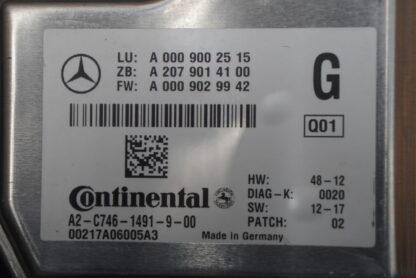 LU: A 000 900 25 15
ZB: A 207 901 41 00
FW: A 000 902 99 42
G
Q01
Continental
A2-C746-1491-9-00
00217A06005A3
HW: 48-12
DIAG-K: 0020
SW: 12-17
PATCH: 02
Made in Germany